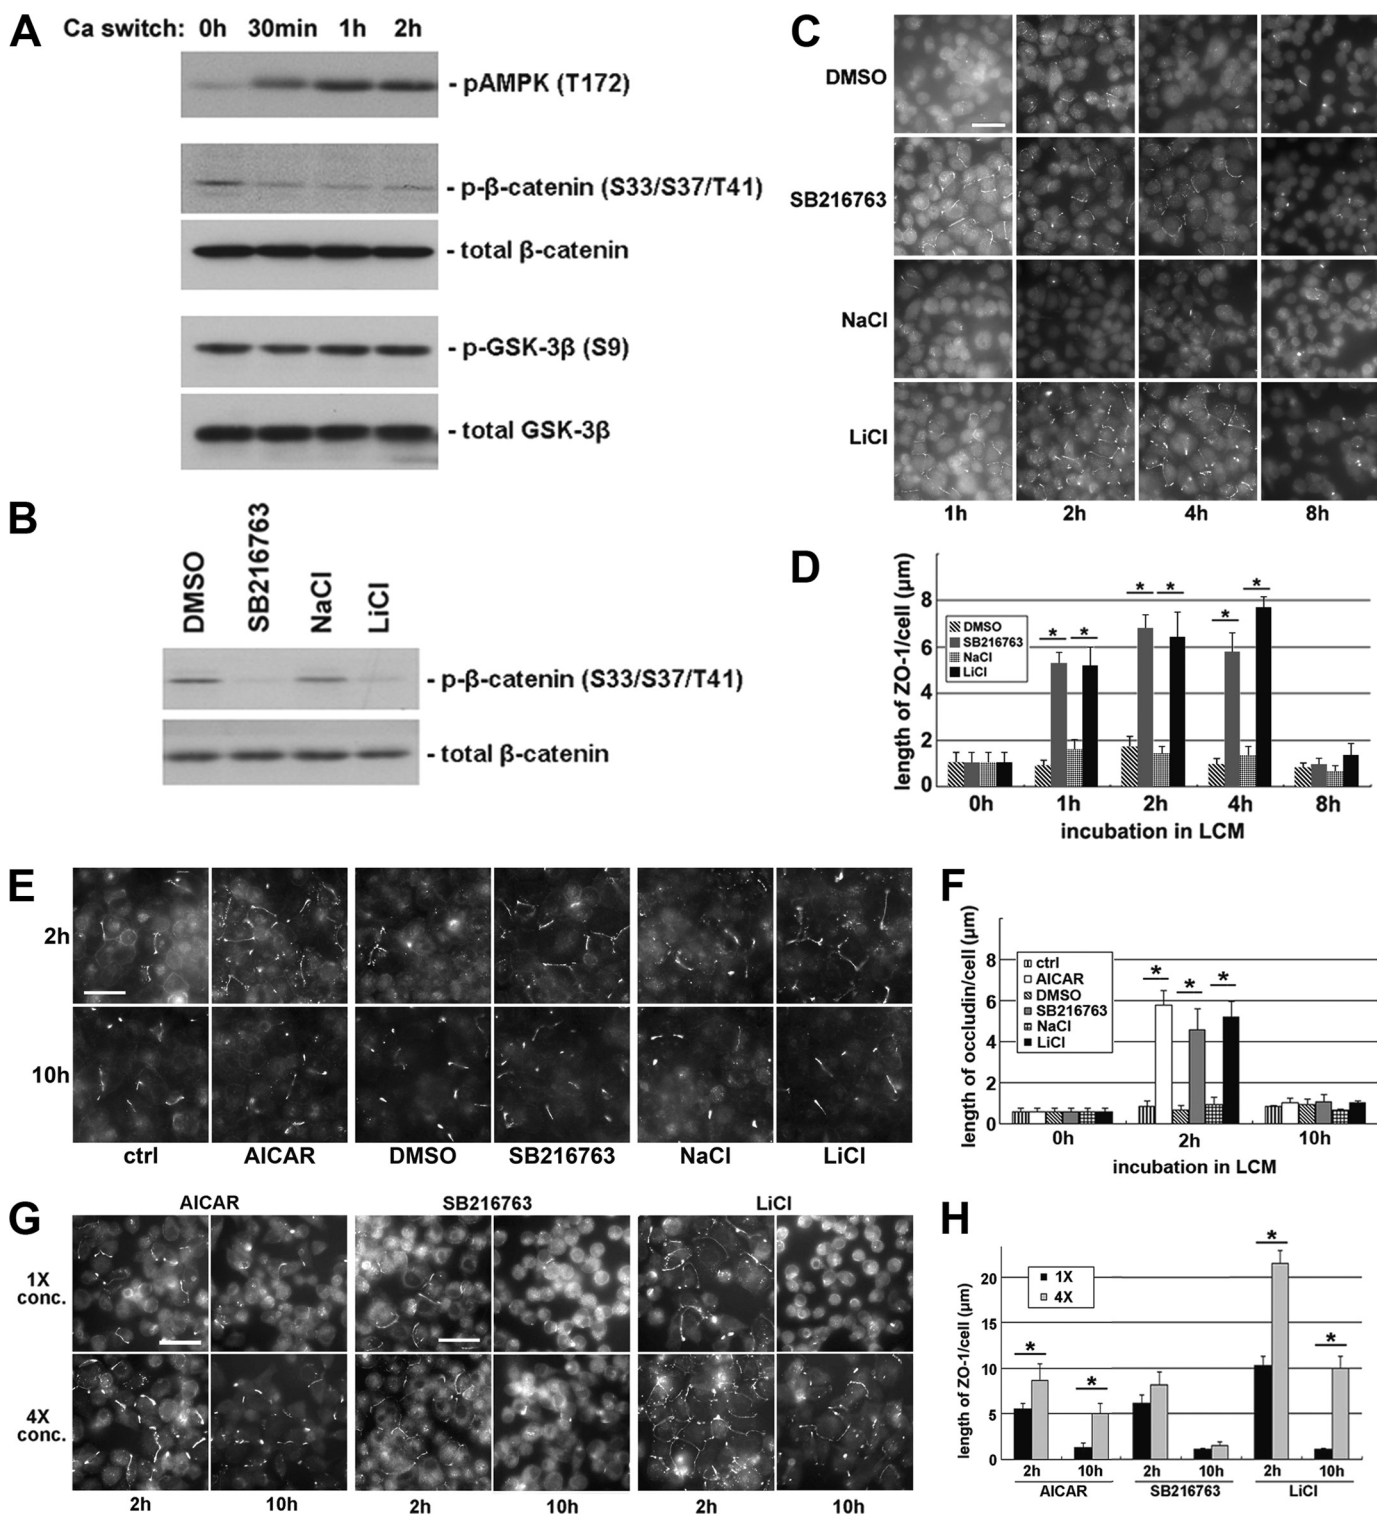 A
Ca switch: 0h 30min 1h 2h
- pAMPK (T172)
- p-β-catenin (S33/S37/T41)
- total β-catenin
- p-GSK-3β (S9)
- total GSK-3β
B
DMSO
SB216763
NaCl
LiCl
- p-β-catenin (S33/S37/T41)
- total β-catenin
C
DMSO
SB216763
NaCl
LiCl
1h 2h 4h 8h
D
length of ZO-1/cell (μm)
8
6
4
2
0
DMSO
SB216763
NaCl
LiCl
* * * * * *
0h 1h 2h 4h 8h
incubation in LCM
E
2h
10h
ctrl AICAR DMSO SB216763 NaCl LiCl
F
length of occludin/cell (μm)
8
6
4
2
0
ctrl
AICAR
DMSO
SB216763
NaCl
LiCl
* * *
0h 2h 10h
incubation in LCM
G
AICAR SB216763 LiCl
1X
conc.
4X
conc.
2h 10h 2h 10h 2h 10h
H
length of ZO-1/cell (μm)
20
15
10
5
0
1X
4X
* * * *
2h 10h 2h 10h 2h 10h
AICAR SB216763 LiCl